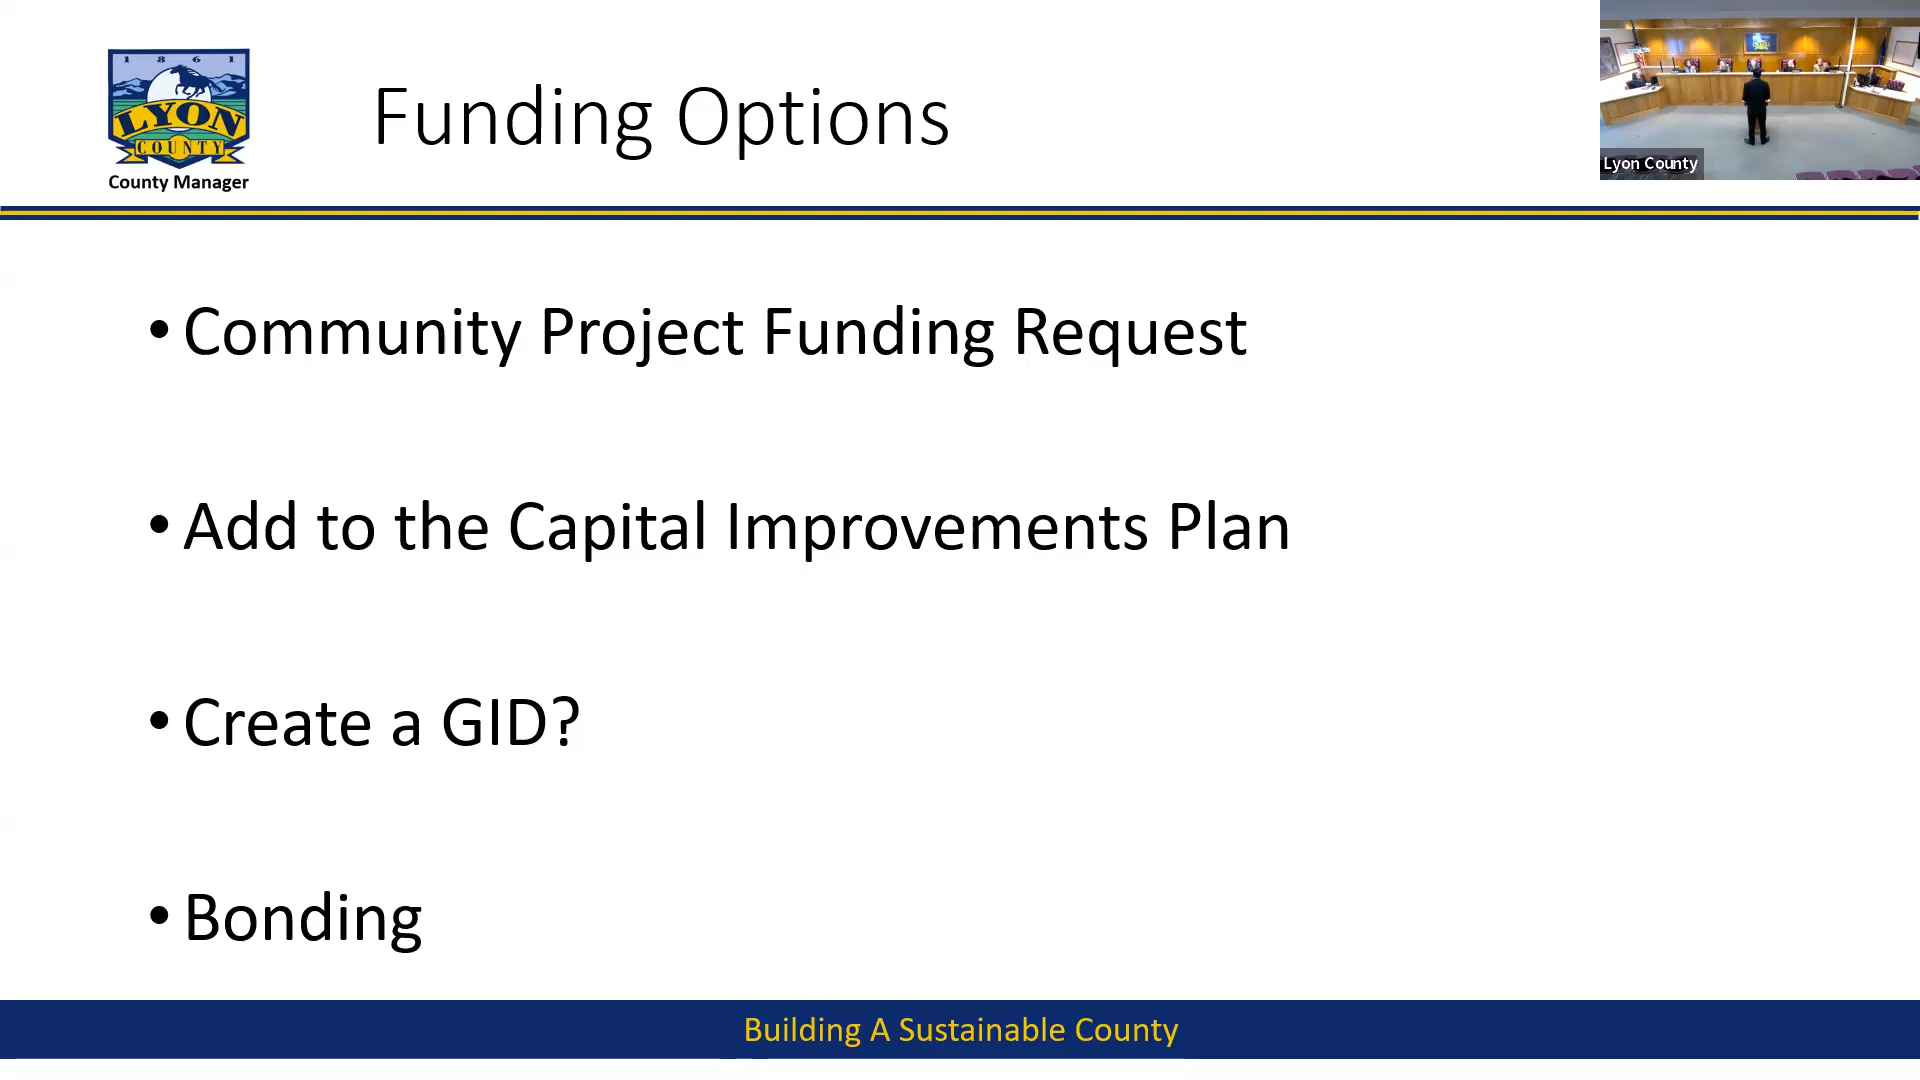 1861
LYON
COUNTY
County Manager
Funding Options
Lyon County
• Community Project Funding Request
• Add to the Capital Improvements Plan
• Create a GID?
• Bonding
Building A Sustainable County